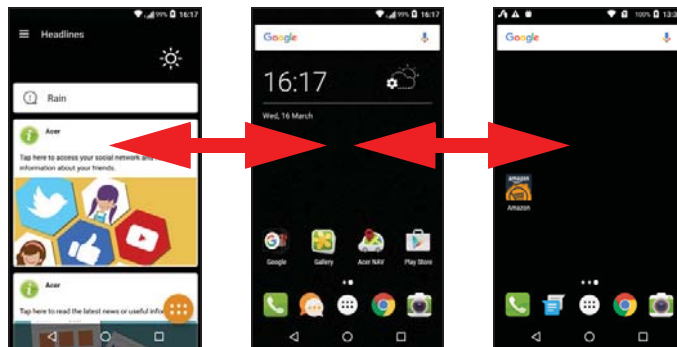 99% 16:17
Headlines
Rain
Acer
Tap here to access your social network and
information about your friends.
Acer
Tap here to read the latest news or useful
99% 16:17
Google
16:17
Wed, 16 March
Google
Gallery
Acer NAV
Play Store
100% 13:3
Google
amazon
Amazon